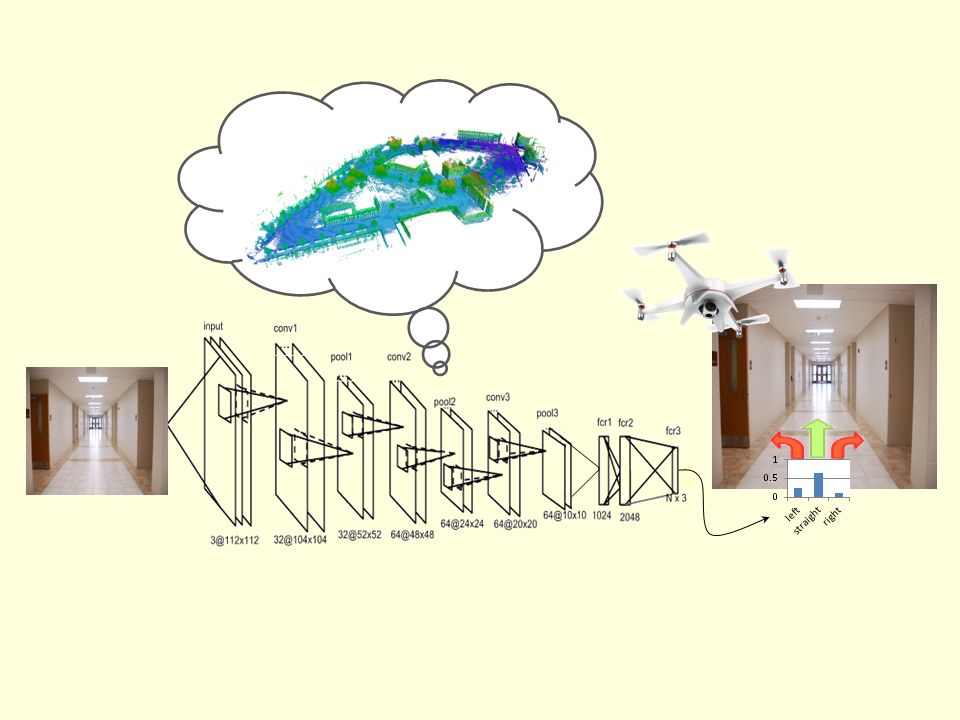 input
conv1
pool1
conv2
pool2
conv3
pool3
fcr1
fcr2
fcr3
3@112x112
32@104x104
32@52x52
64@48x48
64@24x24
64@20x20
64@10x10
1024
2048
N x 3
1
0.5
0
left
straight
right